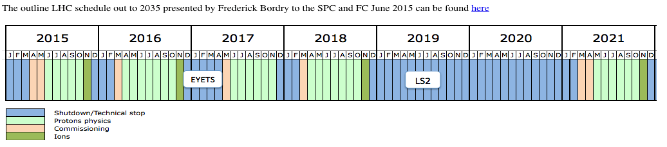 The outline LHC schedule out to 2035 presented by Frederick Bordry to the SPC and FC June 2015 can be found here
2015 2016 2017 2018 2019 2020 2021
J F M A M J J A S O N D J F M A M J J A S O N D J F M A M J J A S O N D J F M A M J J A S O N D J F M A M J J A S O N D J F M A M J J A S O N D J F M A M J J A S O N D
EYETS LS2
Shutdown/Technical stop
Protons physics
Commissioning
Ions